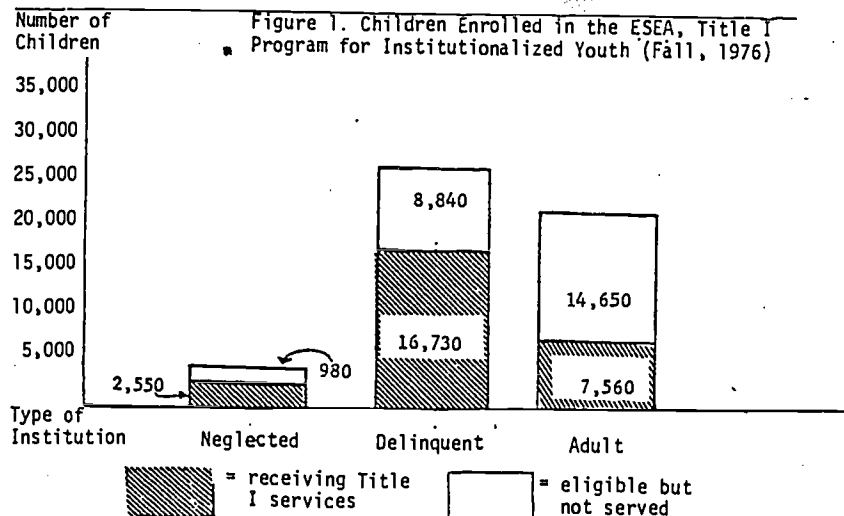 Number of
Children
Figure 1. Children Enrolled in the ESEA, Title I
Program for Institutionalized Youth (Fall, 1976)
35,000
30,000
25,000
20,000
15,000
10,000
5,000
8,840
16,730
14,650
7,560
2,550
980
Type of
Institution
Neglected
Delinquent
Adult
= receiving Title
I services
= eligible but
not served